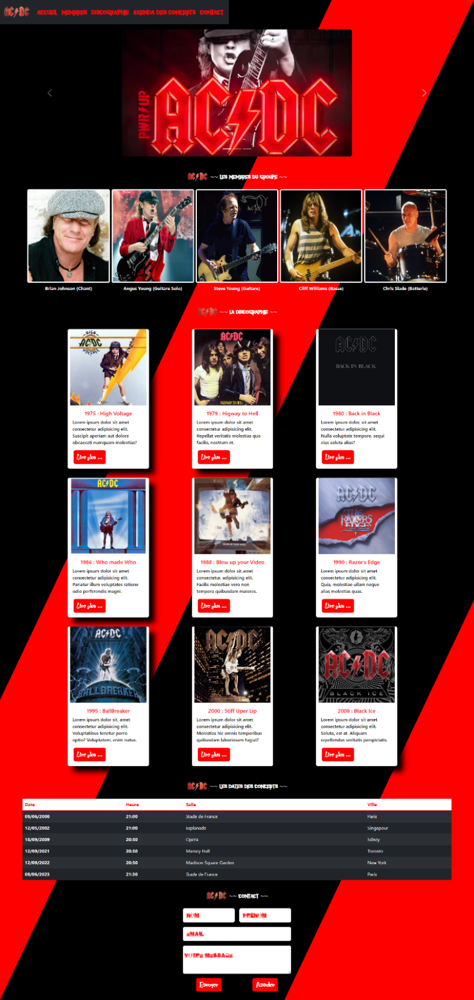 AC⚡DC ACCUEIL MEMBRES DISCOGRAPHIE AGENDA DES CONCERTS CONTACT
PWR⚡UP
AC⚡DC
AC⚡DC ~~ LES MEMBRES DU GROUPE ~~
Brian Johnson (Chant) Angus Young (Guitare Solo) Steve Young (Guitare) Cliff Williams (Basse) Chris Slade (Batterie)
AC⚡DC ~~ LA DISCOGRAPHIE ~~
HIGH
AC⚡DC
VOLTAGE
1975 : High Voltage
Lorem ipsum dolor sit amet
consectetur adipisicing elit.
Suscipit aperiam aut dolore
obcaecati numquam molestias?
Lire plus ...
AC⚡DC
HIGHWAY TO HELL
1979 : Higway to Hell
Lorem ipsum dolor sit amet
consectetur adipisicing elit.
Repellat veritatis molestias quo
facilis, nostrum et.
Lire plus ...
AC⚡DC
BACK IN BLACK
1980 : Back in Black
Lorem ipsum dolor, sit amet
consectetur adipisicing elit.
Nulla voluptate tempore, sequi
eius soluta alias?
Lire plus ...
AC⚡DC
1986 : Who made Who
Lorem ipsum dolor sit amet
consectetur adipisicing elit.
Pariatur illum voluptates ratione
odio perferendis magni.
Lire plus ...
BLOW UP YOUR VIDEO
1988 : Blow up your Video
Lorem ipsum dolor sit amet
consectetur, adipisicing elit.
Facilis molestiae vero non
tempora quibusdam maiores.
Lire plus ...
AC⚡DC
THE
RAZORS
EDGE
1990 : Razor's Edge
Lorem ipsum dolor sit amet
consectetur adipisicing elit.
Quia, molestiae ullam neque
alias molestias quas.
Lire plus ...
AC⚡DC
BALLBREAKER
1995 : BallBreaker
Lorem ipsum dolor sit, amet
consectetur adipisicing elit.
Voluptatibus tenetur porro
optio? Voluptatem, enim natus.
Lire plus ...
AC⚡DC
2000 : Stiff Uper Lip
Lorem ipsum dolor sit amet
consectetur adipisicing elit.
Molestias hic omnis temporibus
quibusdam laboriosam fugiat?
Lire plus ...
AC⚡DC
BLACK ICE
2008 : Black Ice
Lorem ipsum dolor sit amet
consectetur adipisicing elit.
Soluta, est at. Aliquam
repellendus veritatis perspiciatis.
Lire plus ...
AC⚡DC ~~ LES DATES DES CONCERTS ~~
Date Heure Salle Ville
08/06/2000 21:00 Stade de France Paris
12/05/2002 21:00 Esplanade Singapour
18/09/2009 20:30 Opera Sdney
12/09/2021 20:30 Massey Hall Toronto
12/09/2022 20:30 Madison Square Garden New York
08/06/2023 21:30 Stade de France Paris
AC⚡DC ~~ CONTACT ~~
NOM PRENOM
EMAIL
VOTRE MESSAGE
Envoyer Annuler